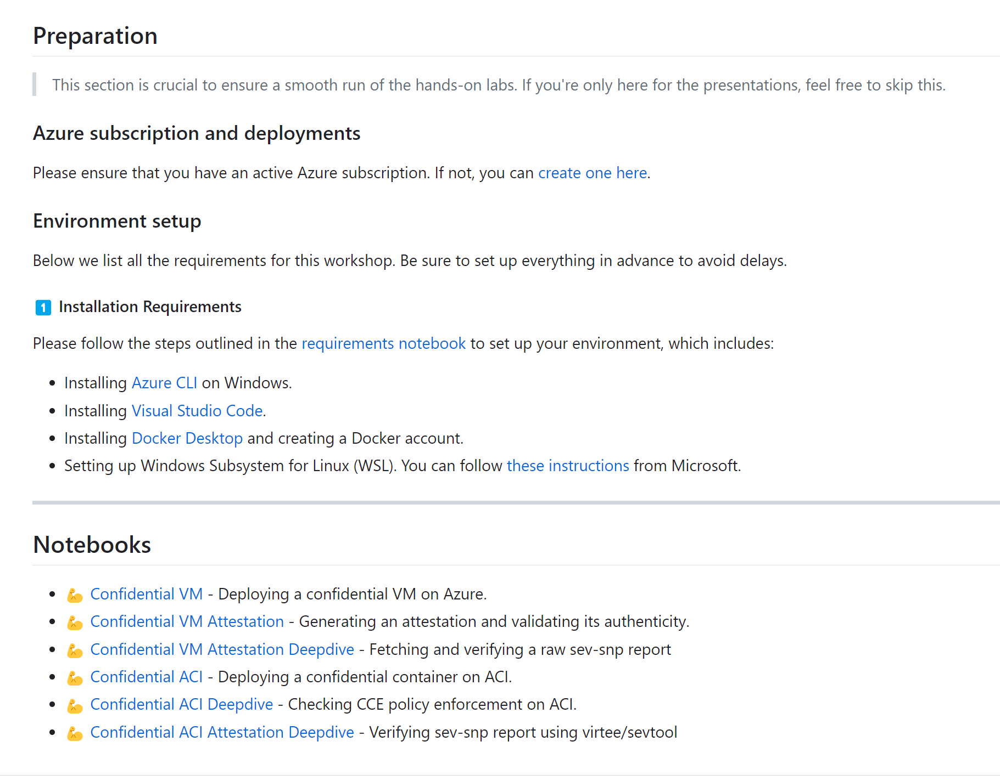 Preparation
This section is crucial to ensure a smooth run of the hands-on labs. If you're only here for the presentations, feel free to skip this.
Azure subscription and deployments
Please ensure that you have an active Azure subscription. If not, you can create one here.
Environment setup
Below we list all the requirements for this workshop. Be sure to set up everything in advance to avoid delays.
1 Installation Requirements
Please follow the steps outlined in the requirements notebook to set up your environment, which includes:
• Installing Azure CLI on Windows.
• Installing Visual Studio Code.
• Installing Docker Desktop and creating a Docker account.
• Setting up Windows Subsystem for Linux (WSL). You can follow these instructions from Microsoft.
Notebooks
• 💪 Confidential VM - Deploying a confidential VM on Azure.
• 💪 Confidential VM Attestation - Generating an attestation and validating its authenticity.
• 💪 Confidential VM Attestation Deepdive - Fetching and verifying a raw sev-snp report
• 💪 Confidential ACI - Deploying a confidential container on ACI.
• 💪 Confidential ACI Deepdive - Checking CCE policy enforcement on ACI.
• 💪 Confidential ACI Attestation Deepdive - Verifying sev-snp report using virtee/sevtool